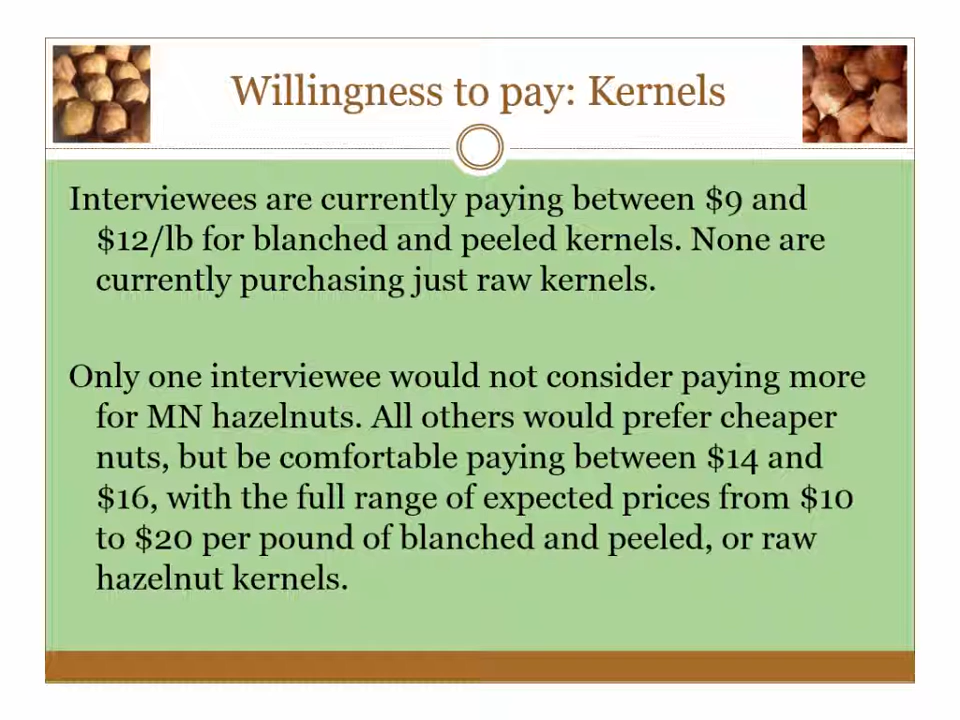 Willingness to pay: Kernels
Interviewees are currently paying between $9 and
$12/lb for blanched and peeled kernels. None are
currently purchasing just raw kernels.
Only one interviewee would not consider paying more
for MN hazelnuts. All others would prefer cheaper
nuts, but be comfortable paying between $14 and
$16, with the full range of expected prices from $10
to $20 per pound of blanched and peeled, or raw
hazelnut kernels.